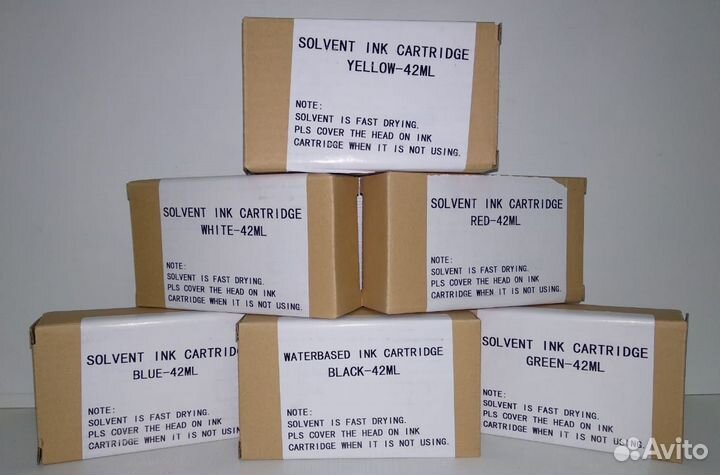 SOLVENT INK CARTRIDGE
YELLOW-42ML
NOTE:
SOLVENT IS FAST DRYING.
PLS COVER THE HEAD ON INK
CARTRIDGE WHEN IT IS NOT USING.
SOLVENT INK CARTRIDGE
WHITE-42ML
NOTE:
SOLVENT IS FAST DRYING.
PLS COVER THE HEAD ON INK
CARTRIDGE WHEN IT IS NOT USING.
SOLVENT INK CARTRIDGE
RED-42ML
NOTE:
SOLVENT IS FAST DRYING.
PLS COVER THE HEAD ON INK
CARTRIDGE WHEN IT IS NOT USING.
SOLVENT INK CARTRIDGE
BLUE-42ML
NOTE:
SOLVENT IS FAST DRYING.
PLS COVER THE HEAD ON INK
CARTRIDGE WHEN IT IS NOT USING.
WATERBASED INK CARTRIDGE
BLACK-42ML
NOTE:
SOLVENT IS FAST DRYING.
PLS COVER THE HEAD ON INK
CARTRIDGE WHEN IT IS NOT USING.
SOLVENT INK CARTRIDGE
GREEN-42ML
NOTE:
SOLVENT IS FAST DRYING.
PLS COVER THE HEAD ON INK
CARTRIDGE WHEN IT IS NOT USING.
Avito